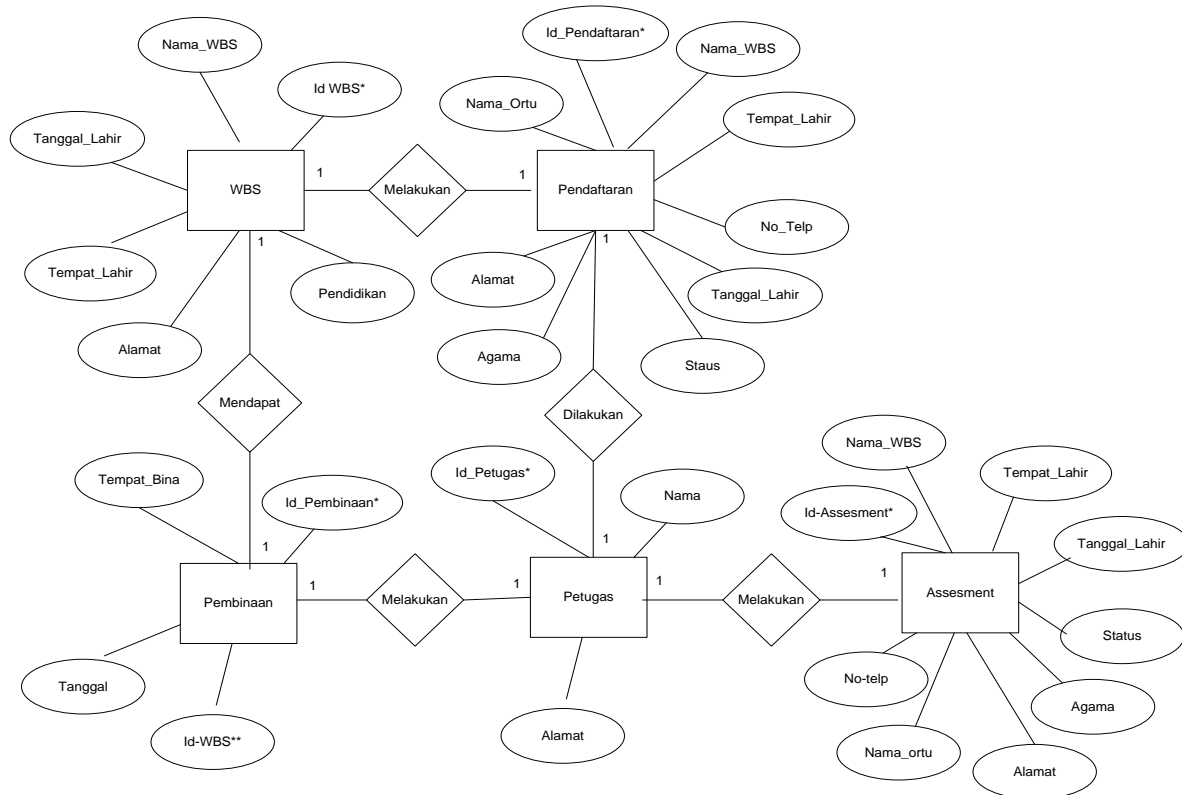 Id_Pendaftaran*
Nama_WBS
Nama_WBS
Id WBS*
Nama_Ortu
Tempat_Lahir
Tanggal_Lahir
1
1
WBS
Melakukan
Pendaftaran
No_Telp
1
1
Tempat_Lahir
Alamat
Pendidikan
Tanggal_Lahir
Alamat
Agama
Staus
Mendapat
Dilakukan
Nama_WBS
Tempat_Bina
Id_Petugas*
Tempat_Lahir
Id_Pembinaan*
Nama
Id-Assesment*
Tanggal_Lahir
1
1
1
1
1
1
Pembinaan
Melakukan
Petugas
Melakukan
Assesment
Status
No-telp
Tanggal
Agama
Id-WBS**
Alamat
Nama_ortu
Alamat